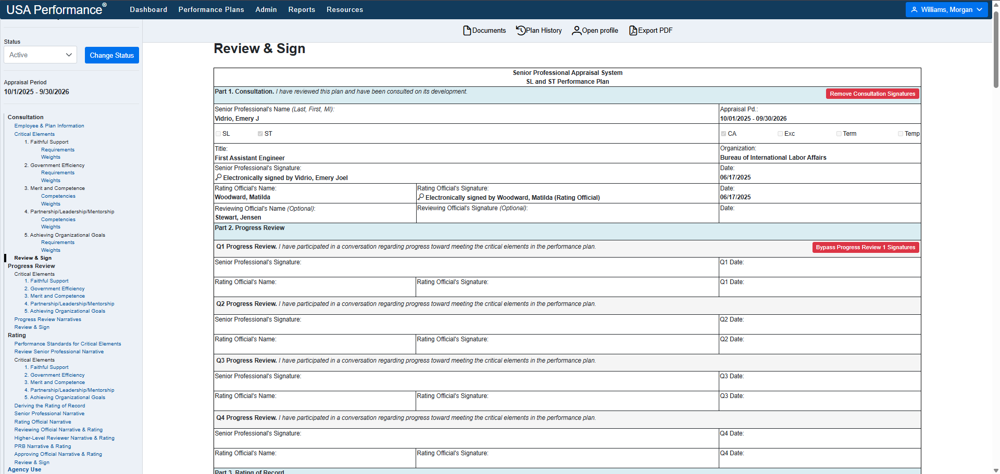 USA Performance®
Dashboard Performance Plans Admin Reports Resources
Williams, Morgan
Documents Plan History Open profile Export PDF
Status
Active
Change Status
Appraisal Period
10/1/2025 - 9/30/2026
Consultation
Employee & Plan Information
Critical Elements
1. Faithful Support
Requirements
Weights
2. Government Efficiency
Requirements
Weights
3. Merit and Competence
Competencies
Weights
4. Partnership/Leadership/Mentorship
Competencies
Weights
5. Achieving Organizational Goals
Requirements
Weights
Review & Sign
Progress Review
Critical Elements
1. Faithful Support
2. Government Efficiency
3. Merit and Competence
4. Partnership/Leadership/Mentorship
5. Achieving Organizational Goals
Progress Review Narratives
Review & Sign
Rating
Performance Standards for Critical Elements
Review Senior Professional Narrative
Critical Elements
1. Faithful Support
2. Government Efficiency
3. Merit and Competence
4. Partnership/Leadership/Mentorship
5. Achieving Organizational Goals
Deriving the Rating of Record
Senior Professional Narrative
Rating Official Narrative
Reviewing Official Narrative & Rating
Higher-Level Reviewer Narrative & Rating
PRB Narrative & Rating
Approving Official Narrative & Rating
Review & Sign
Agency Use
Review & Sign
Senior Professional Appraisal System
SL and ST Performance Plan
Part 1. Consultation. I have reviewed this plan and have been consulted on its development.
Remove Consultation Signatures
Senior Professional's Name (Last, First, MI):
Vidrio, Emery J
Appraisal Pd.:
10/01/2025 - 09/30/2026
SL ST
CA Exc Term Temp
Title:
First Assistant Engineer
Organization:
Bureau of International Labor Affairs
Senior Professional's Signature:
Electronically signed by Vidrio, Emery Joel
Date:
06/17/2025
Rating Official's Name:
Woodward, Matilda
Rating Official's Signature:
Electronically signed by Woodward, Matilda (Rating Official)
Date:
06/17/2025
Reviewing Official's Name (Optional):
Stewart, Jensen
Reviewing Official's Signature (Optional):
Date:
Part 2. Progress Review
Q1 Progress Review. I have participated in a conversation regarding progress toward meeting the critical elements in the performance plan.
Bypass Progress Review 1 Signatures
Senior Professional's Signature:
Q1 Date:
Rating Official's Name:
Rating Official's Signature:
Q1 Date:
Q2 Progress Review. I have participated in a conversation regarding progress toward meeting the critical elements in the performance plan.
Senior Professional's Signature:
Q2 Date:
Rating Official's Name:
Rating Official's Signature:
Q2 Date:
Q3 Progress Review. I have participated in a conversation regarding progress toward meeting the critical elements in the performance plan.
Senior Professional's Signature:
Q3 Date:
Rating Official's Name:
Rating Official's Signature:
Q3 Date:
Q4 Progress Review. I have participated in a conversation regarding progress toward meeting the critical elements in the performance plan.
Senior Professional's Signature:
Q4 Date:
Rating Official's Name:
Rating Official's Signature:
Q4 Date:
Part 3. Rating of Record